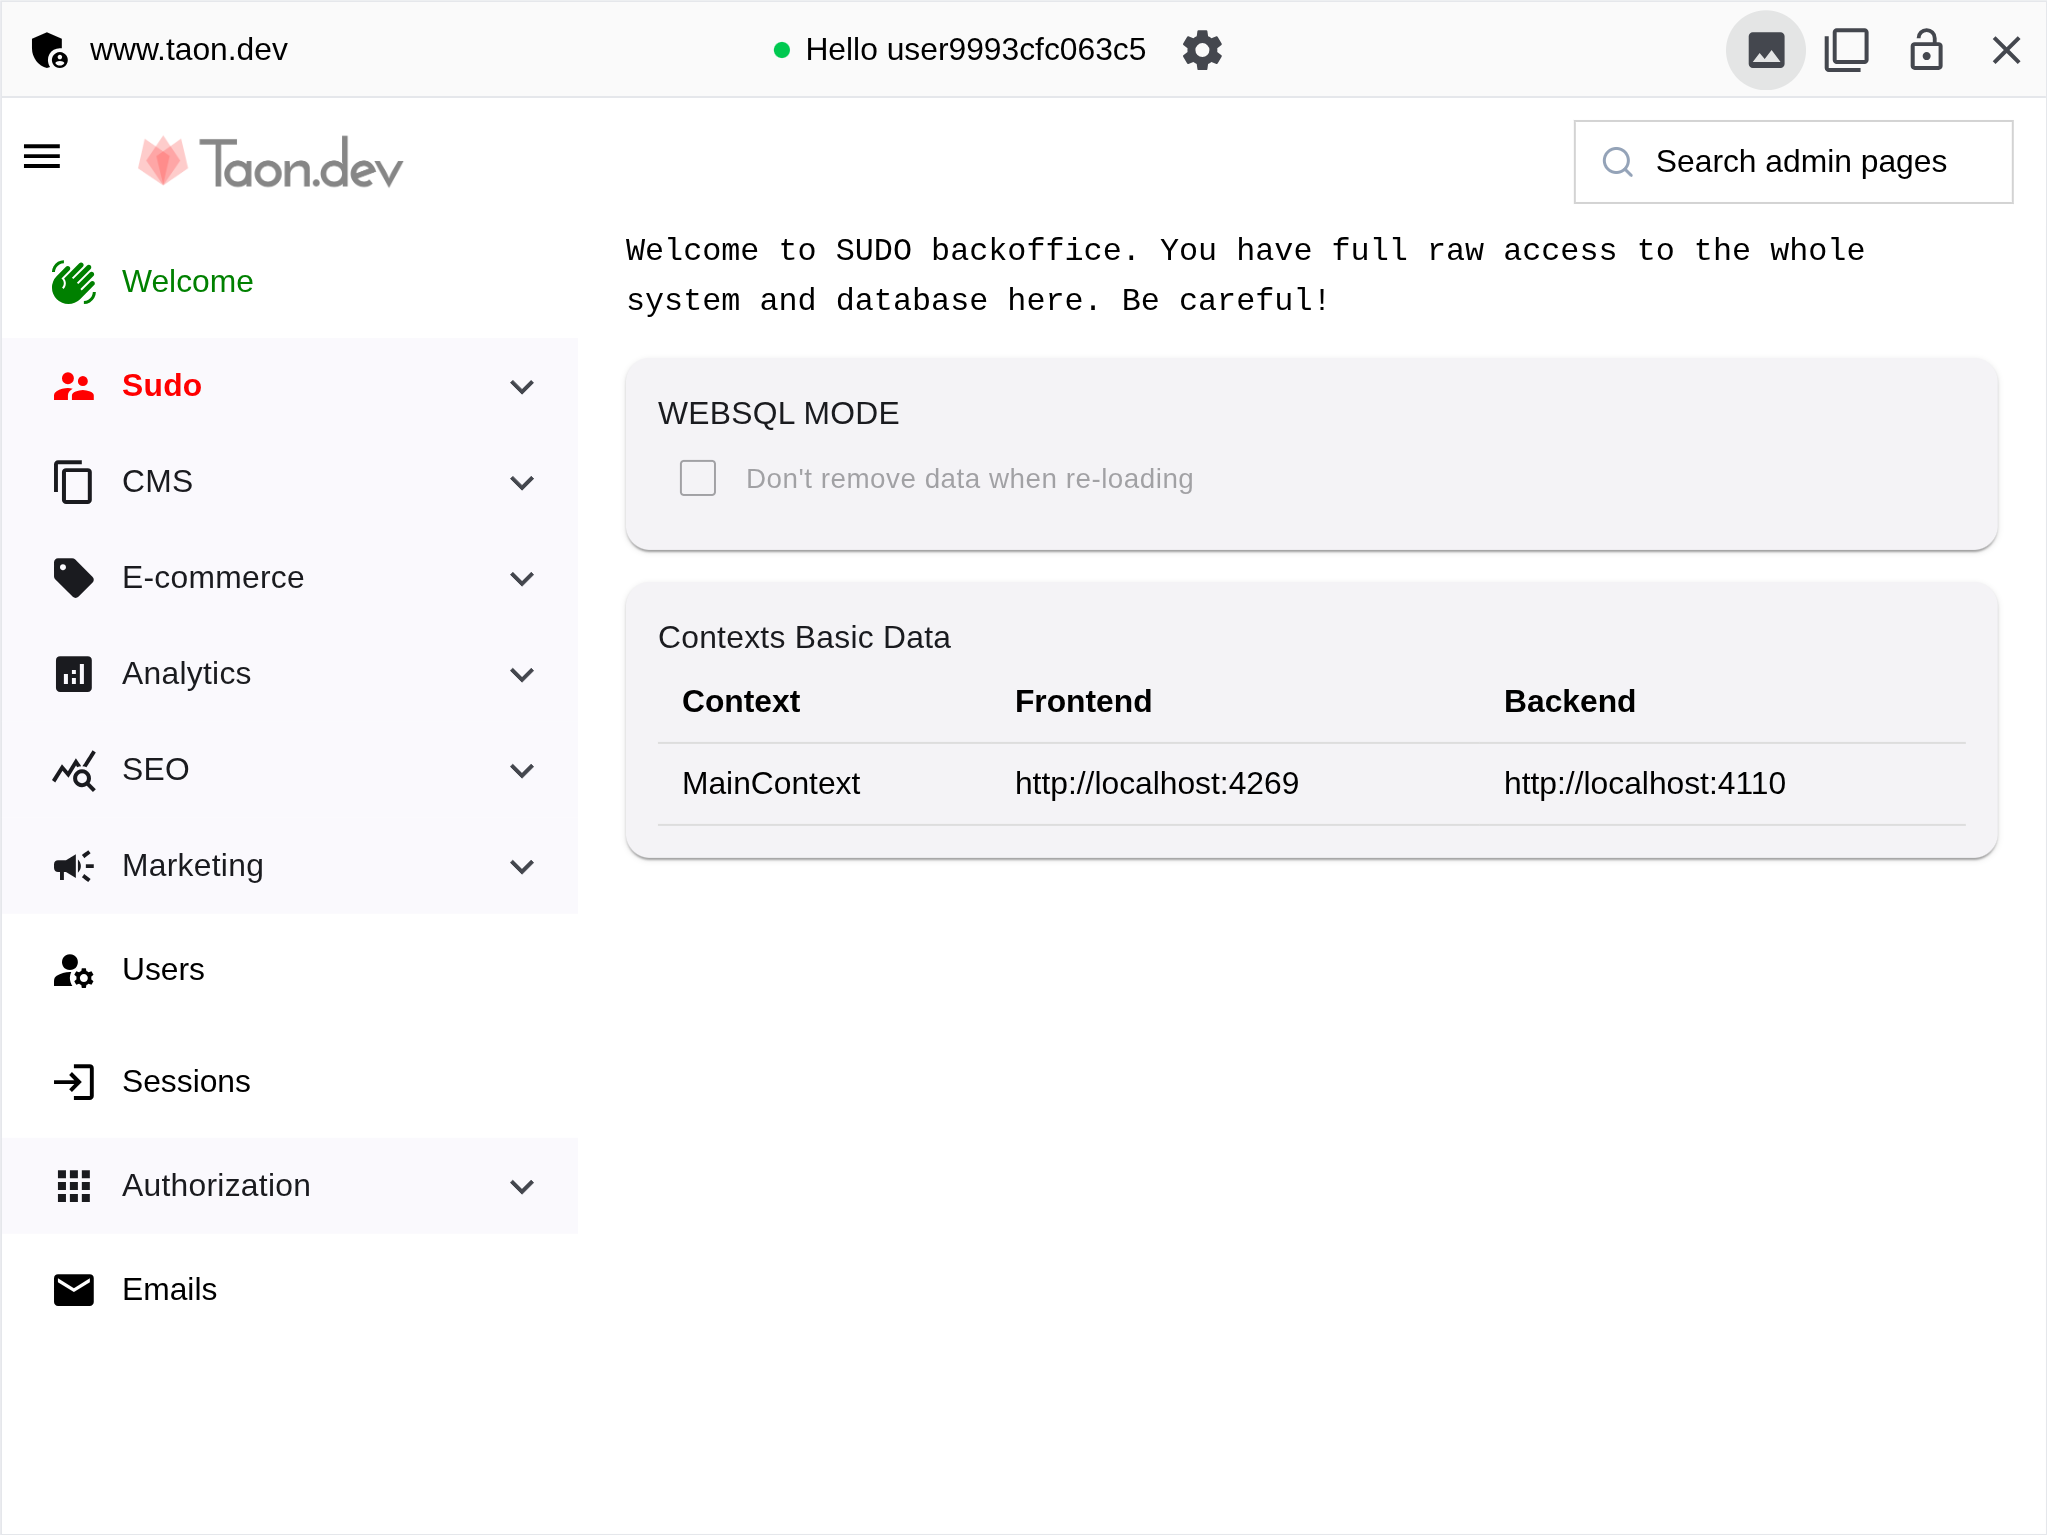 www.taon.dev
Hello user9993cfc063c5
Taon.dev
Search admin pages
Welcome
Sudo
CMS
E-commerce
Analytics
SEO
Marketing
Users
Sessions
Authorization
Emails
Welcome to SUDO backoffice. You have full raw access to the whole
system and database here. Be careful!
WEBSQL MODE
Don't remove data when re-loading
Contexts Basic Data
Context Frontend Backend
MainContext http://localhost:4269 http://localhost:4110